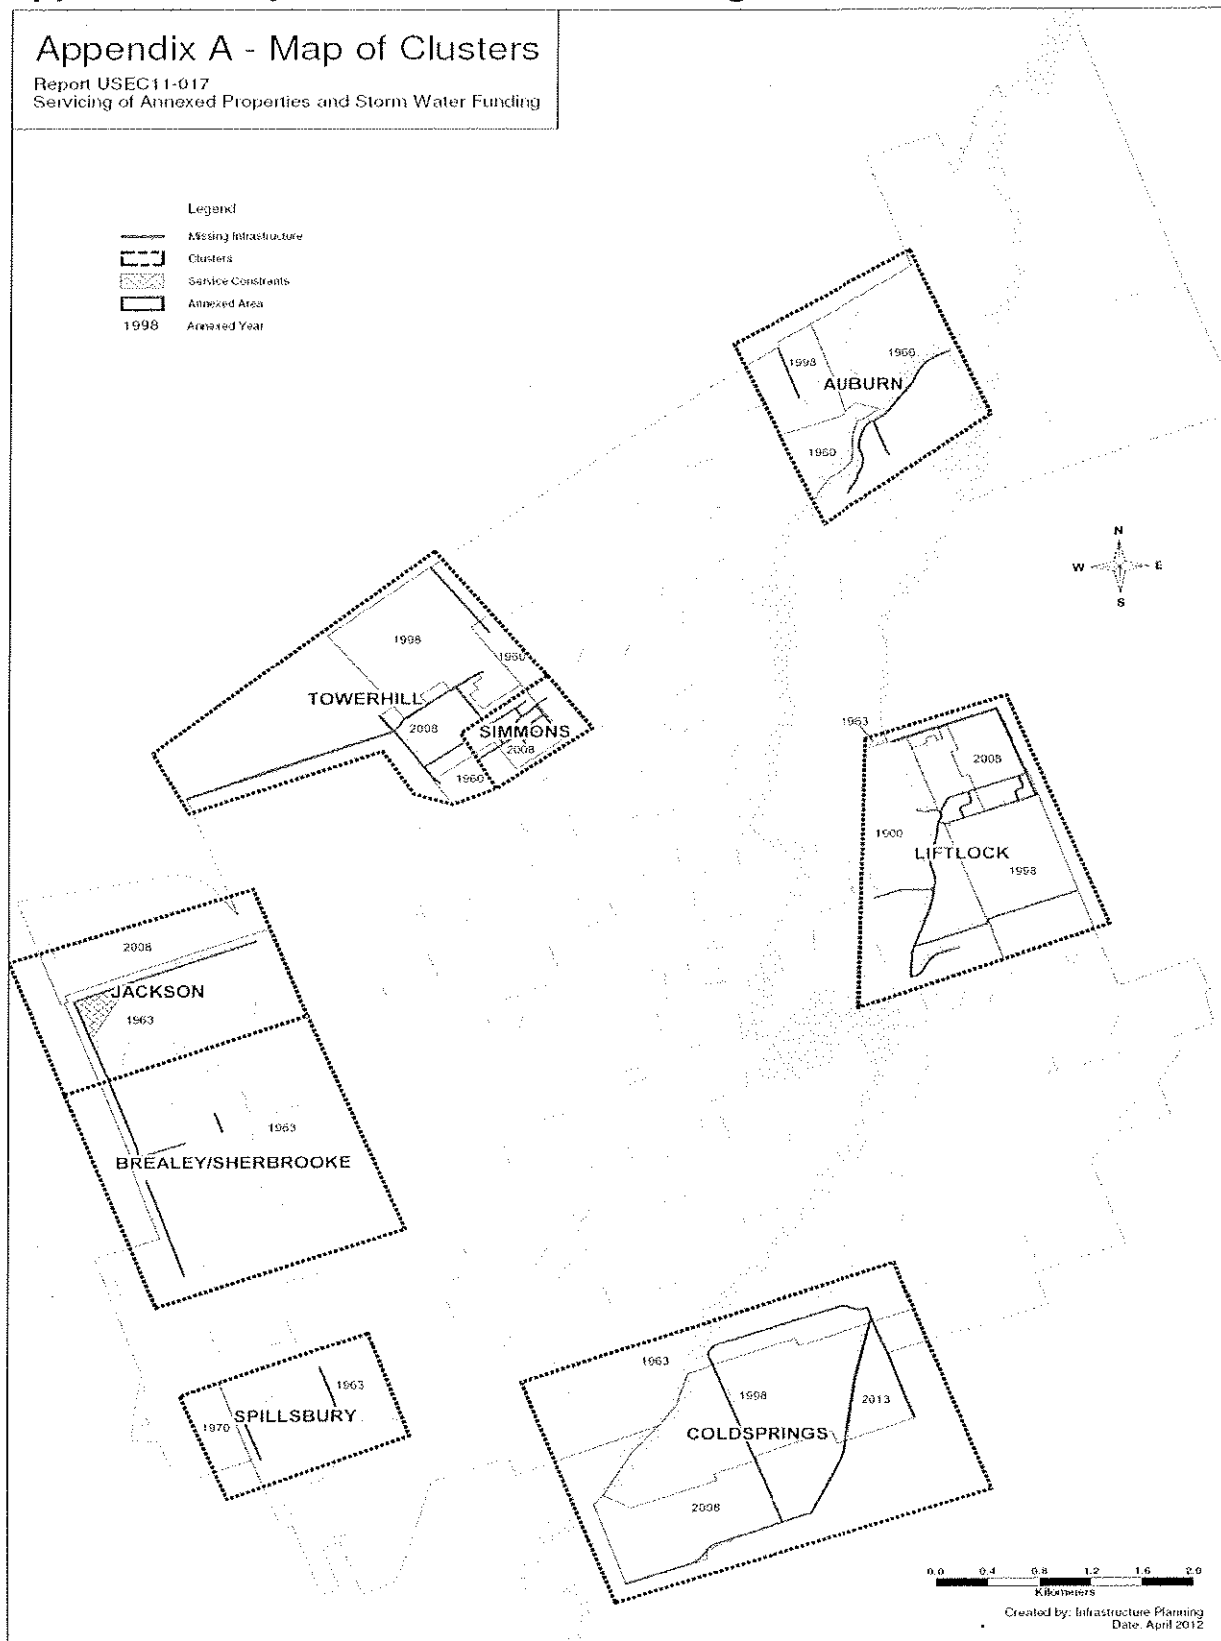 Appendix A - Map of Clusters
Report USEC11-017
Servicing of Annexed Properties and Storm Water Funding
Legend
Missing Infrastructure
Clusters
Service Constraints
Annexed Area
1998 Annexed Year
1998
1960
AUBURN
1960
N
W E
S
1998
1960
TOWERHILL
2008
SIMMONS
2008
1960
1963
2008
1900
LIFTLOCK
1998
2008
JACKSON
1963
1963
BREALEY/SHERBROOKE
1963
1963
1970
SPILLSBURY
1998
2013
COLDSPRINGS
2008
0.0 0.4 0.8 1.2 1.6 2.0
Kilometers
Created by: Infrastructure Planning
Date: April 2012